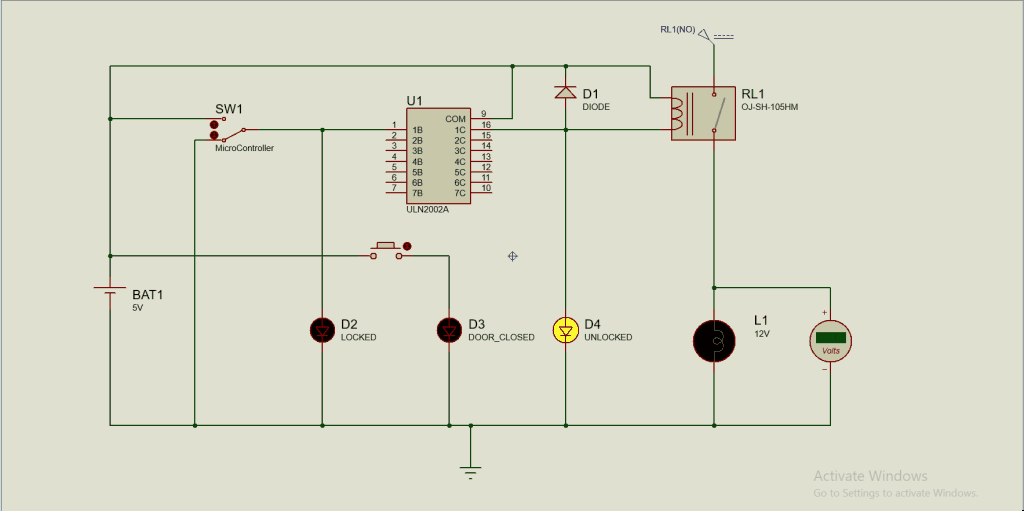 RL1(NO)
RL1
OJ-SH-105HM
D1
DIODE
U1
SW1
MicroController
1 1B COM 9
2 2B 1C 16
3 3B 2C 15
4 4B 3C 14
5 5B 4C 13
6 6B 5C 12
7 7B 6C 11
7C 10
ULN2002A
BAT1
5V
D2
LOCKED
D3
DOOR_CLOSED
D4
UNLOCKED
L1
12V
+
Volts
−
Activate Windows
Go to Settings to activate Windows.